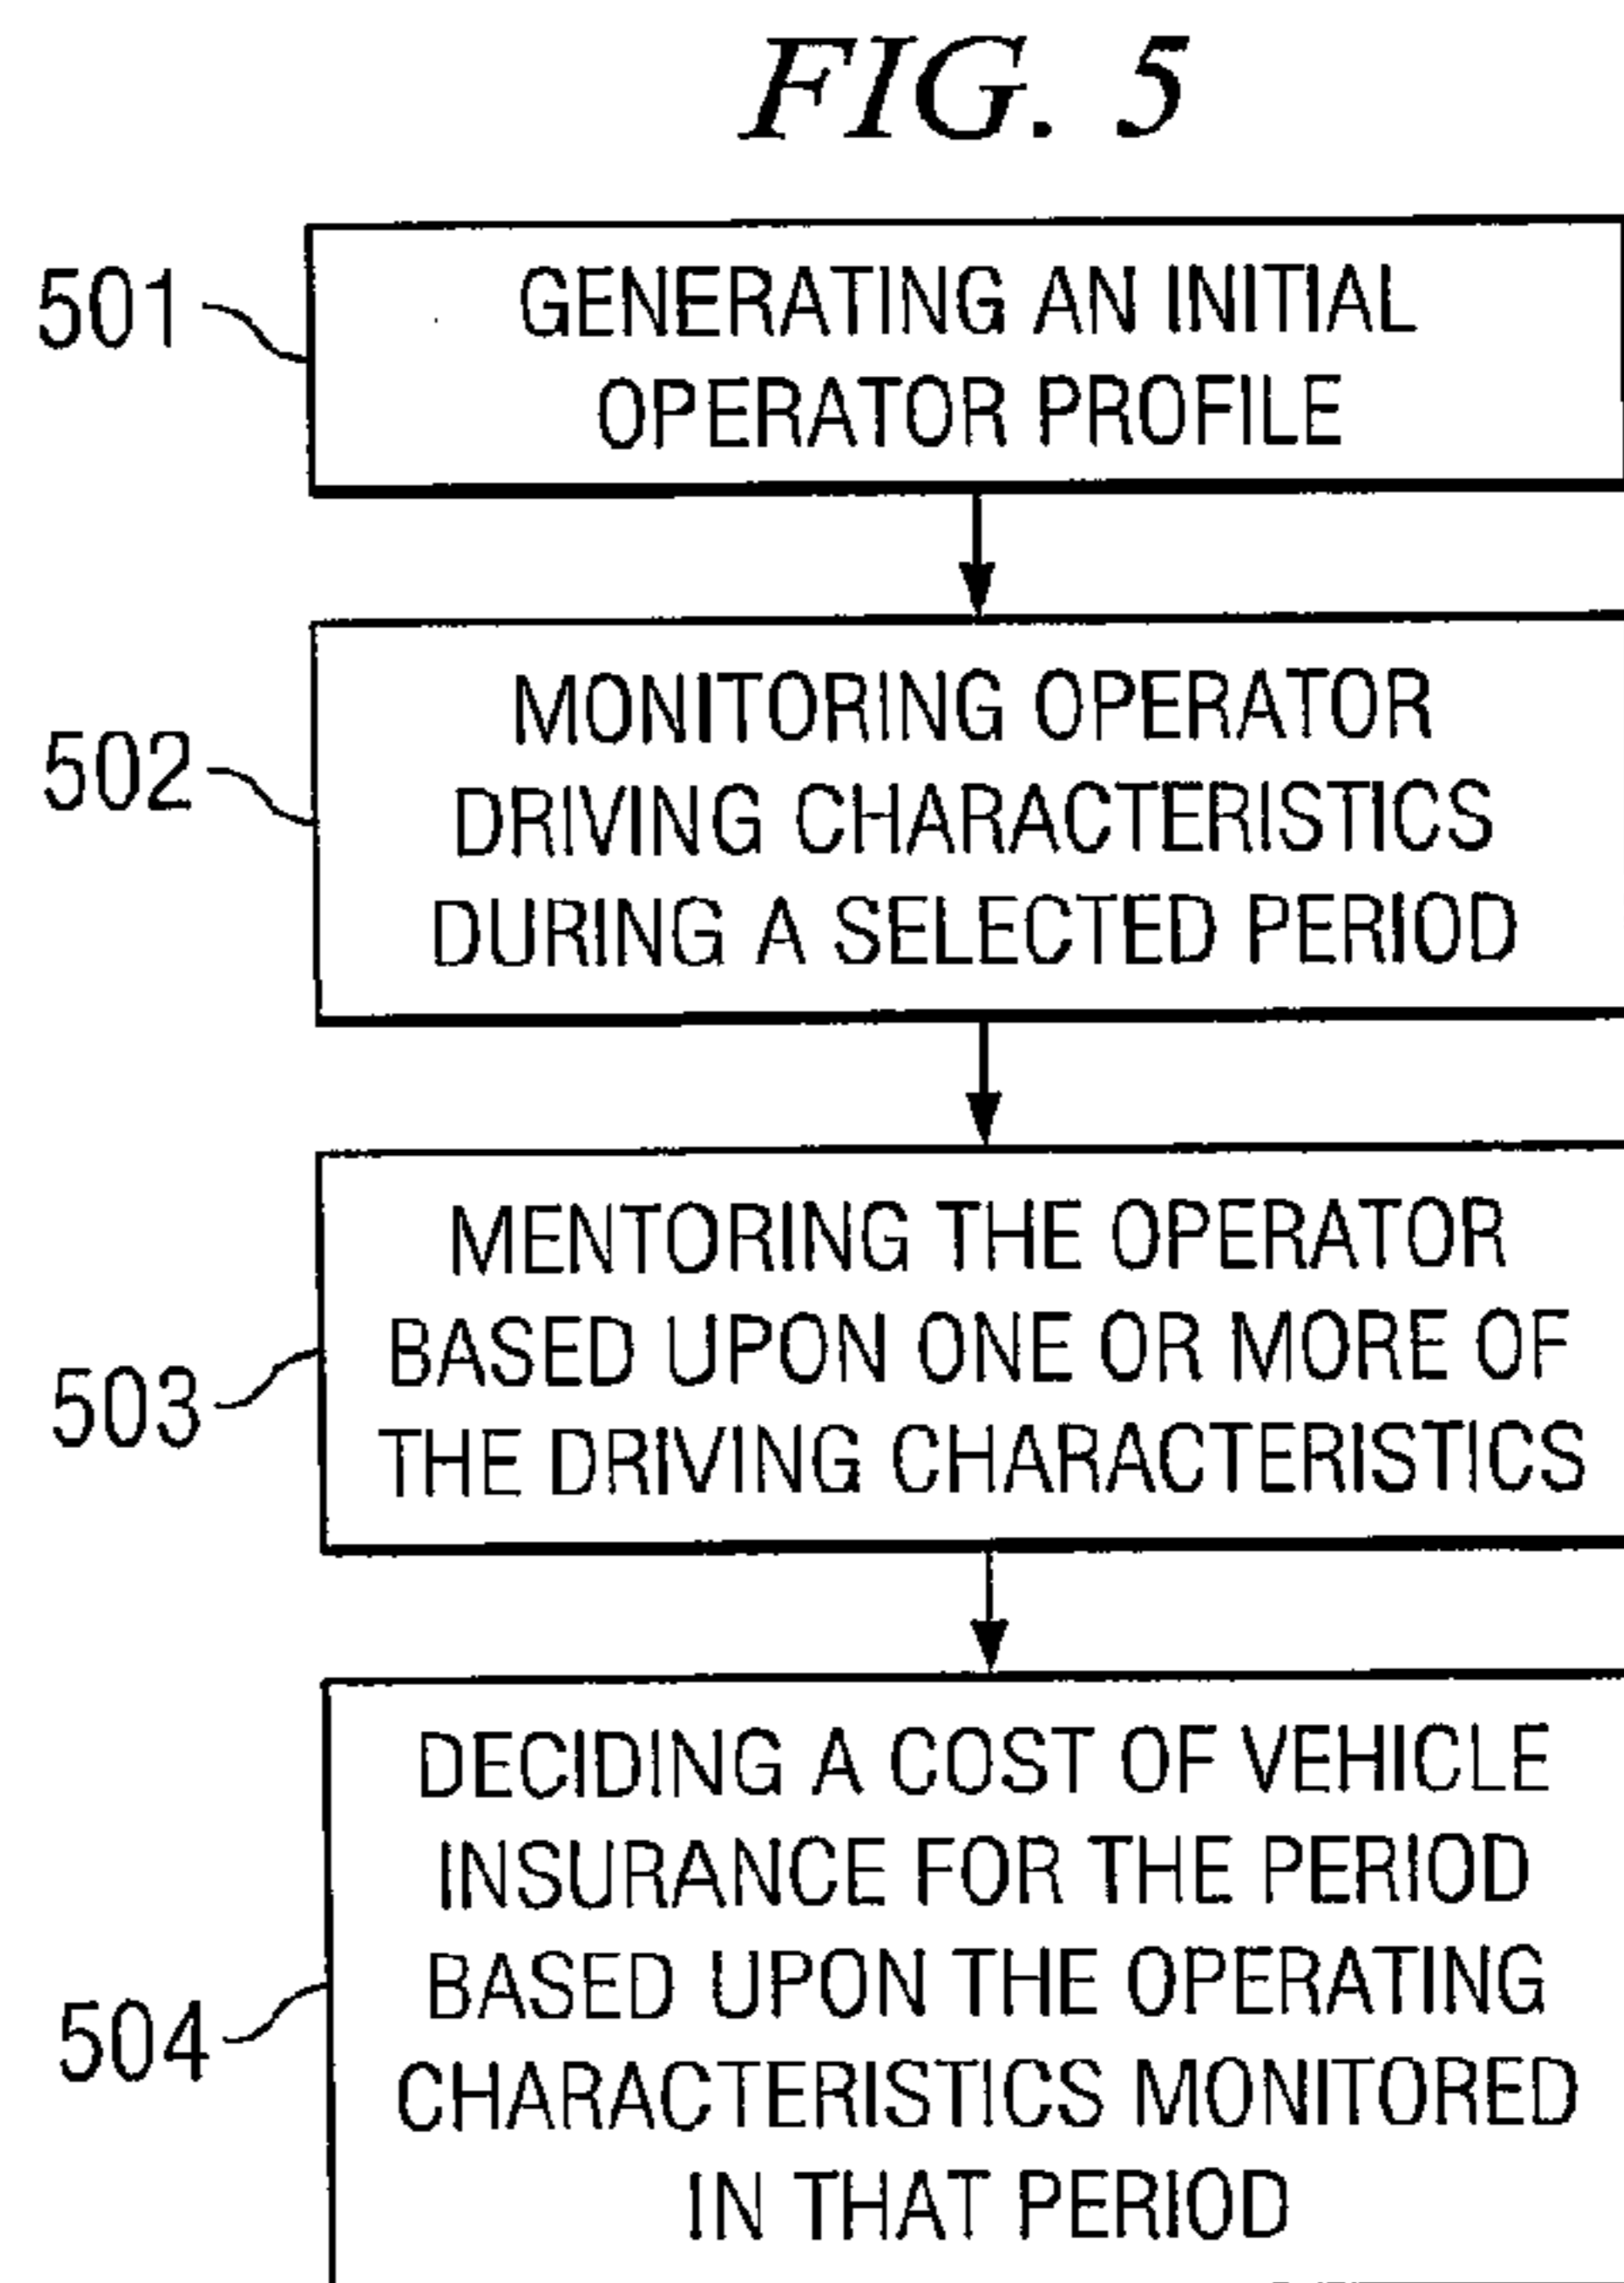 FIG. 5
501
GENERATING AN INITIAL
OPERATOR PROFILE
502
MONITORING OPERATOR
DRIVING CHARACTERISTICS
DURING A SELECTED PERIOD
503
MENTORING THE OPERATOR
BASED UPON ONE OR MORE OF
THE DRIVING CHARACTERISTICS
504
DECIDING A COST OF VEHICLE
INSURANCE FOR THE PERIOD
BASED UPON THE OPERATING
CHARACTERISTICS MONITORED
IN THAT PERIOD